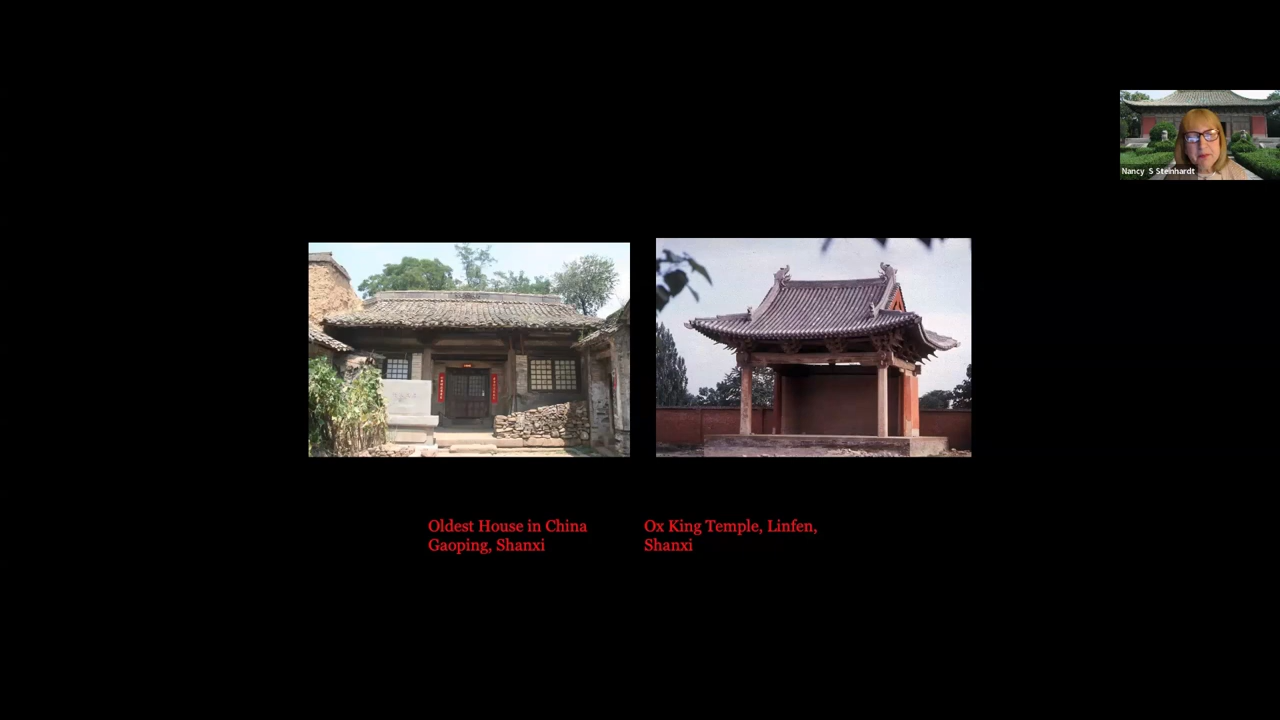 Nancy S Steinhardt
Oldest House in China
Gaoping, Shanxi
Ox King Temple, Linfen,
Shanxi